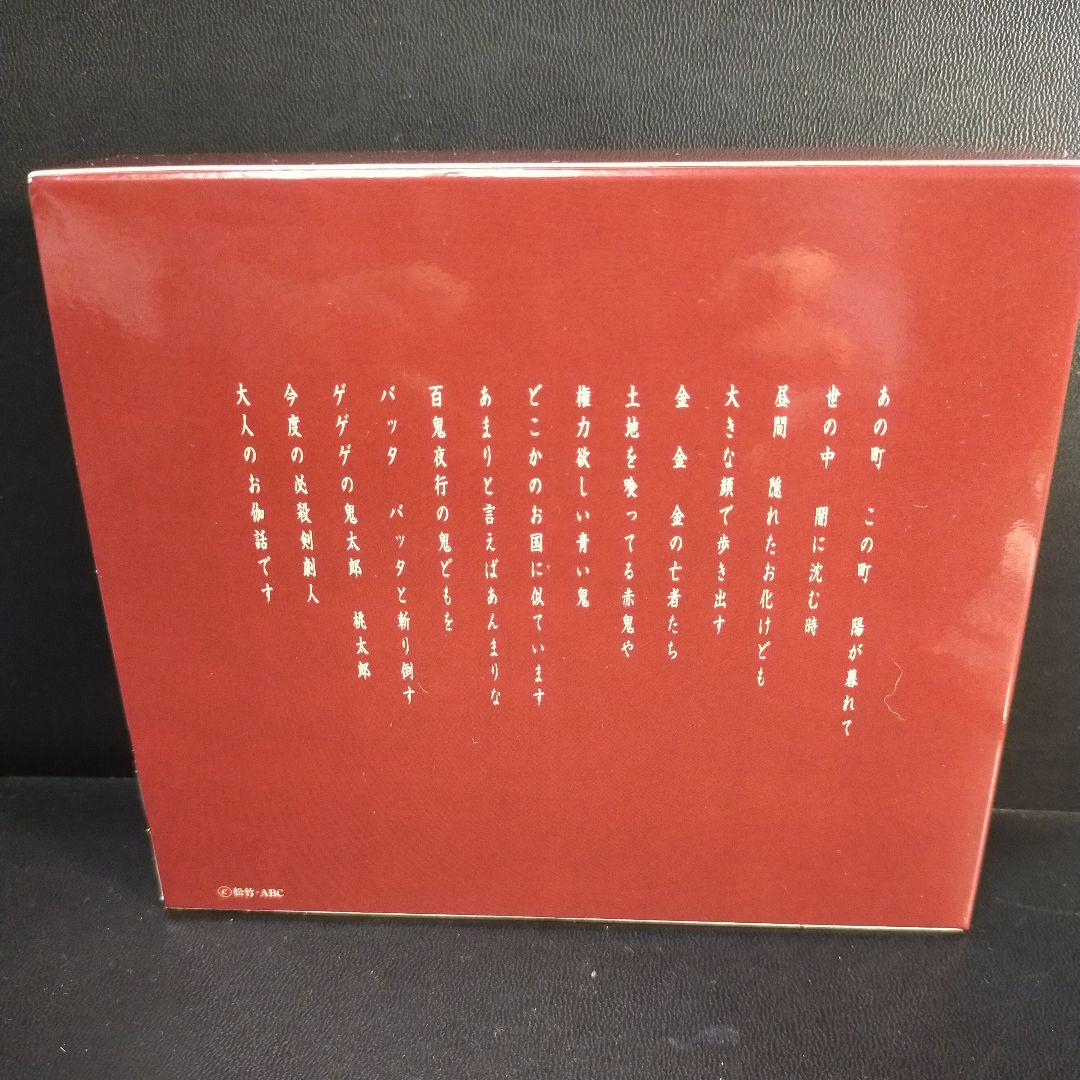 あの町　この町　陽が暮れて
世の中　闇に沈む時
昼間　隠れたお化けども
大きな顔で歩き出す
金　金　金の亡者たち
土地を喰ってる赤鬼や
権力欲しい青い鬼
どこかのお国に似ています
あまりと言えばあんまりな
百鬼夜行の鬼どもを
バッタ　バッタと斬り倒す
ゲゲゲの鬼太郎　桃太郎
今度の必殺剣劇人
大人のお伽話です
©松竹・ABC